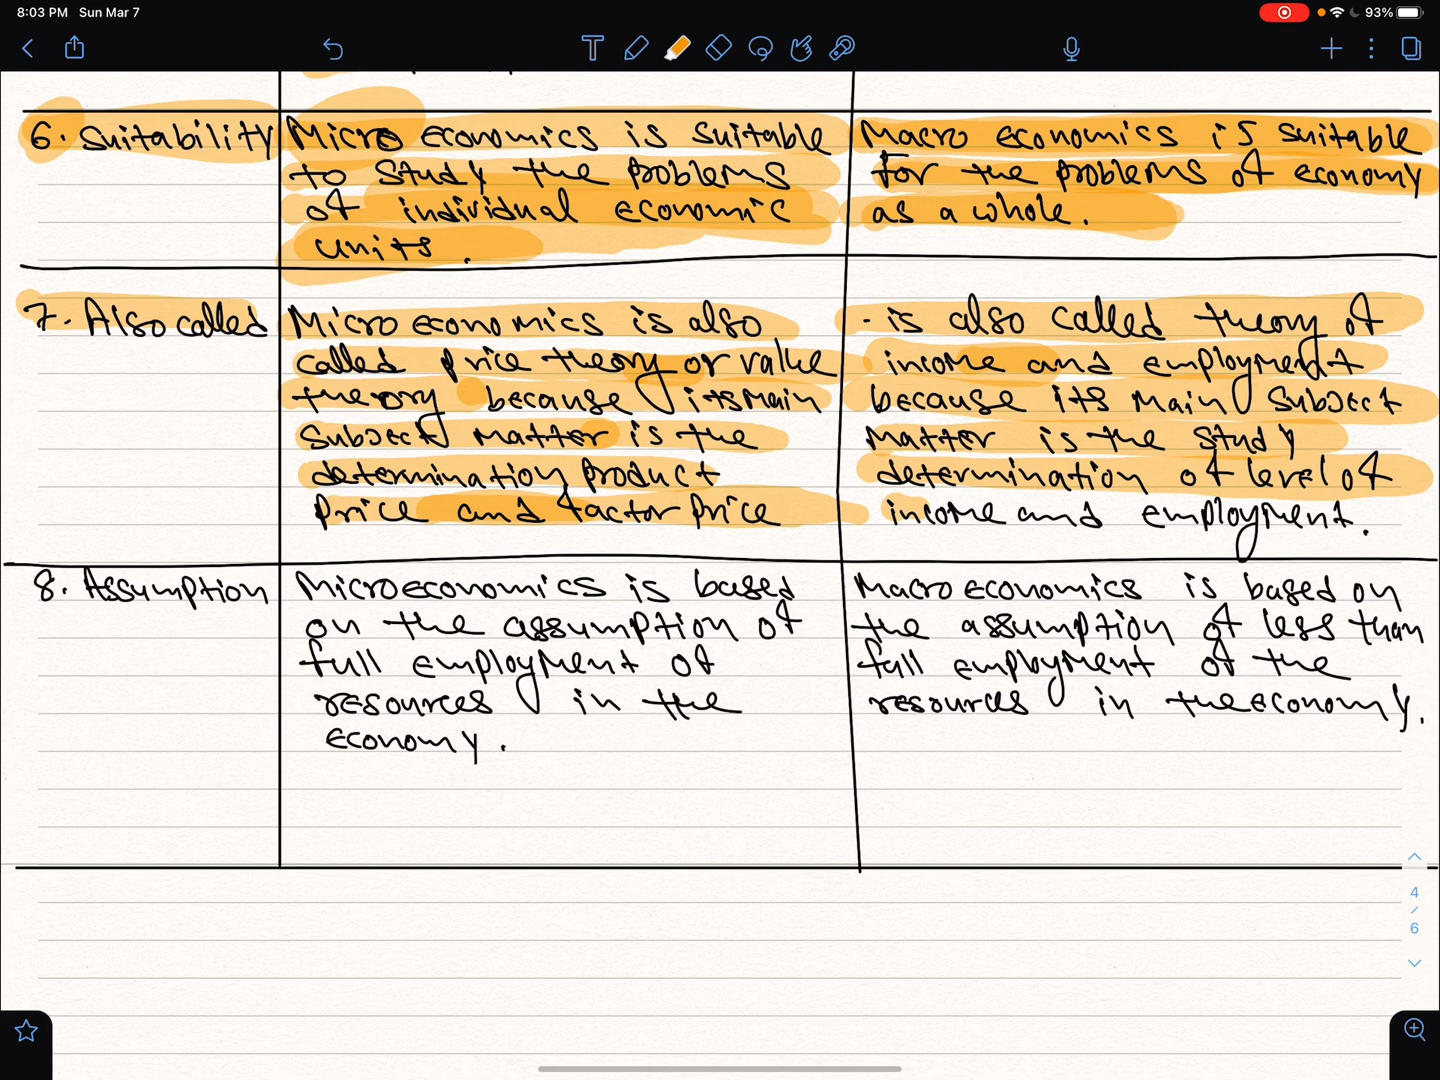 8:03 PM Sun Mar 7
93%
6. Suitability
Micro economics is suitable
to study the problems
of individual economic
units.
Macro economics is suitable
for the problems of economy
as a whole.
7. Also called
Micro economics is also
called price theory or value
theory because its main
subject matter is the
determination product
price and factor price
- is also called theory of
income and employment
because its main subject
matter is the study
determination of level of
income and employment.
8. Assumption
Microeconomics is based
on the assumption of
full employment of
resources in the
economy.
Macro economics is based on
the assumption of less than
full employment of the
resources in the economy.
4
/
6